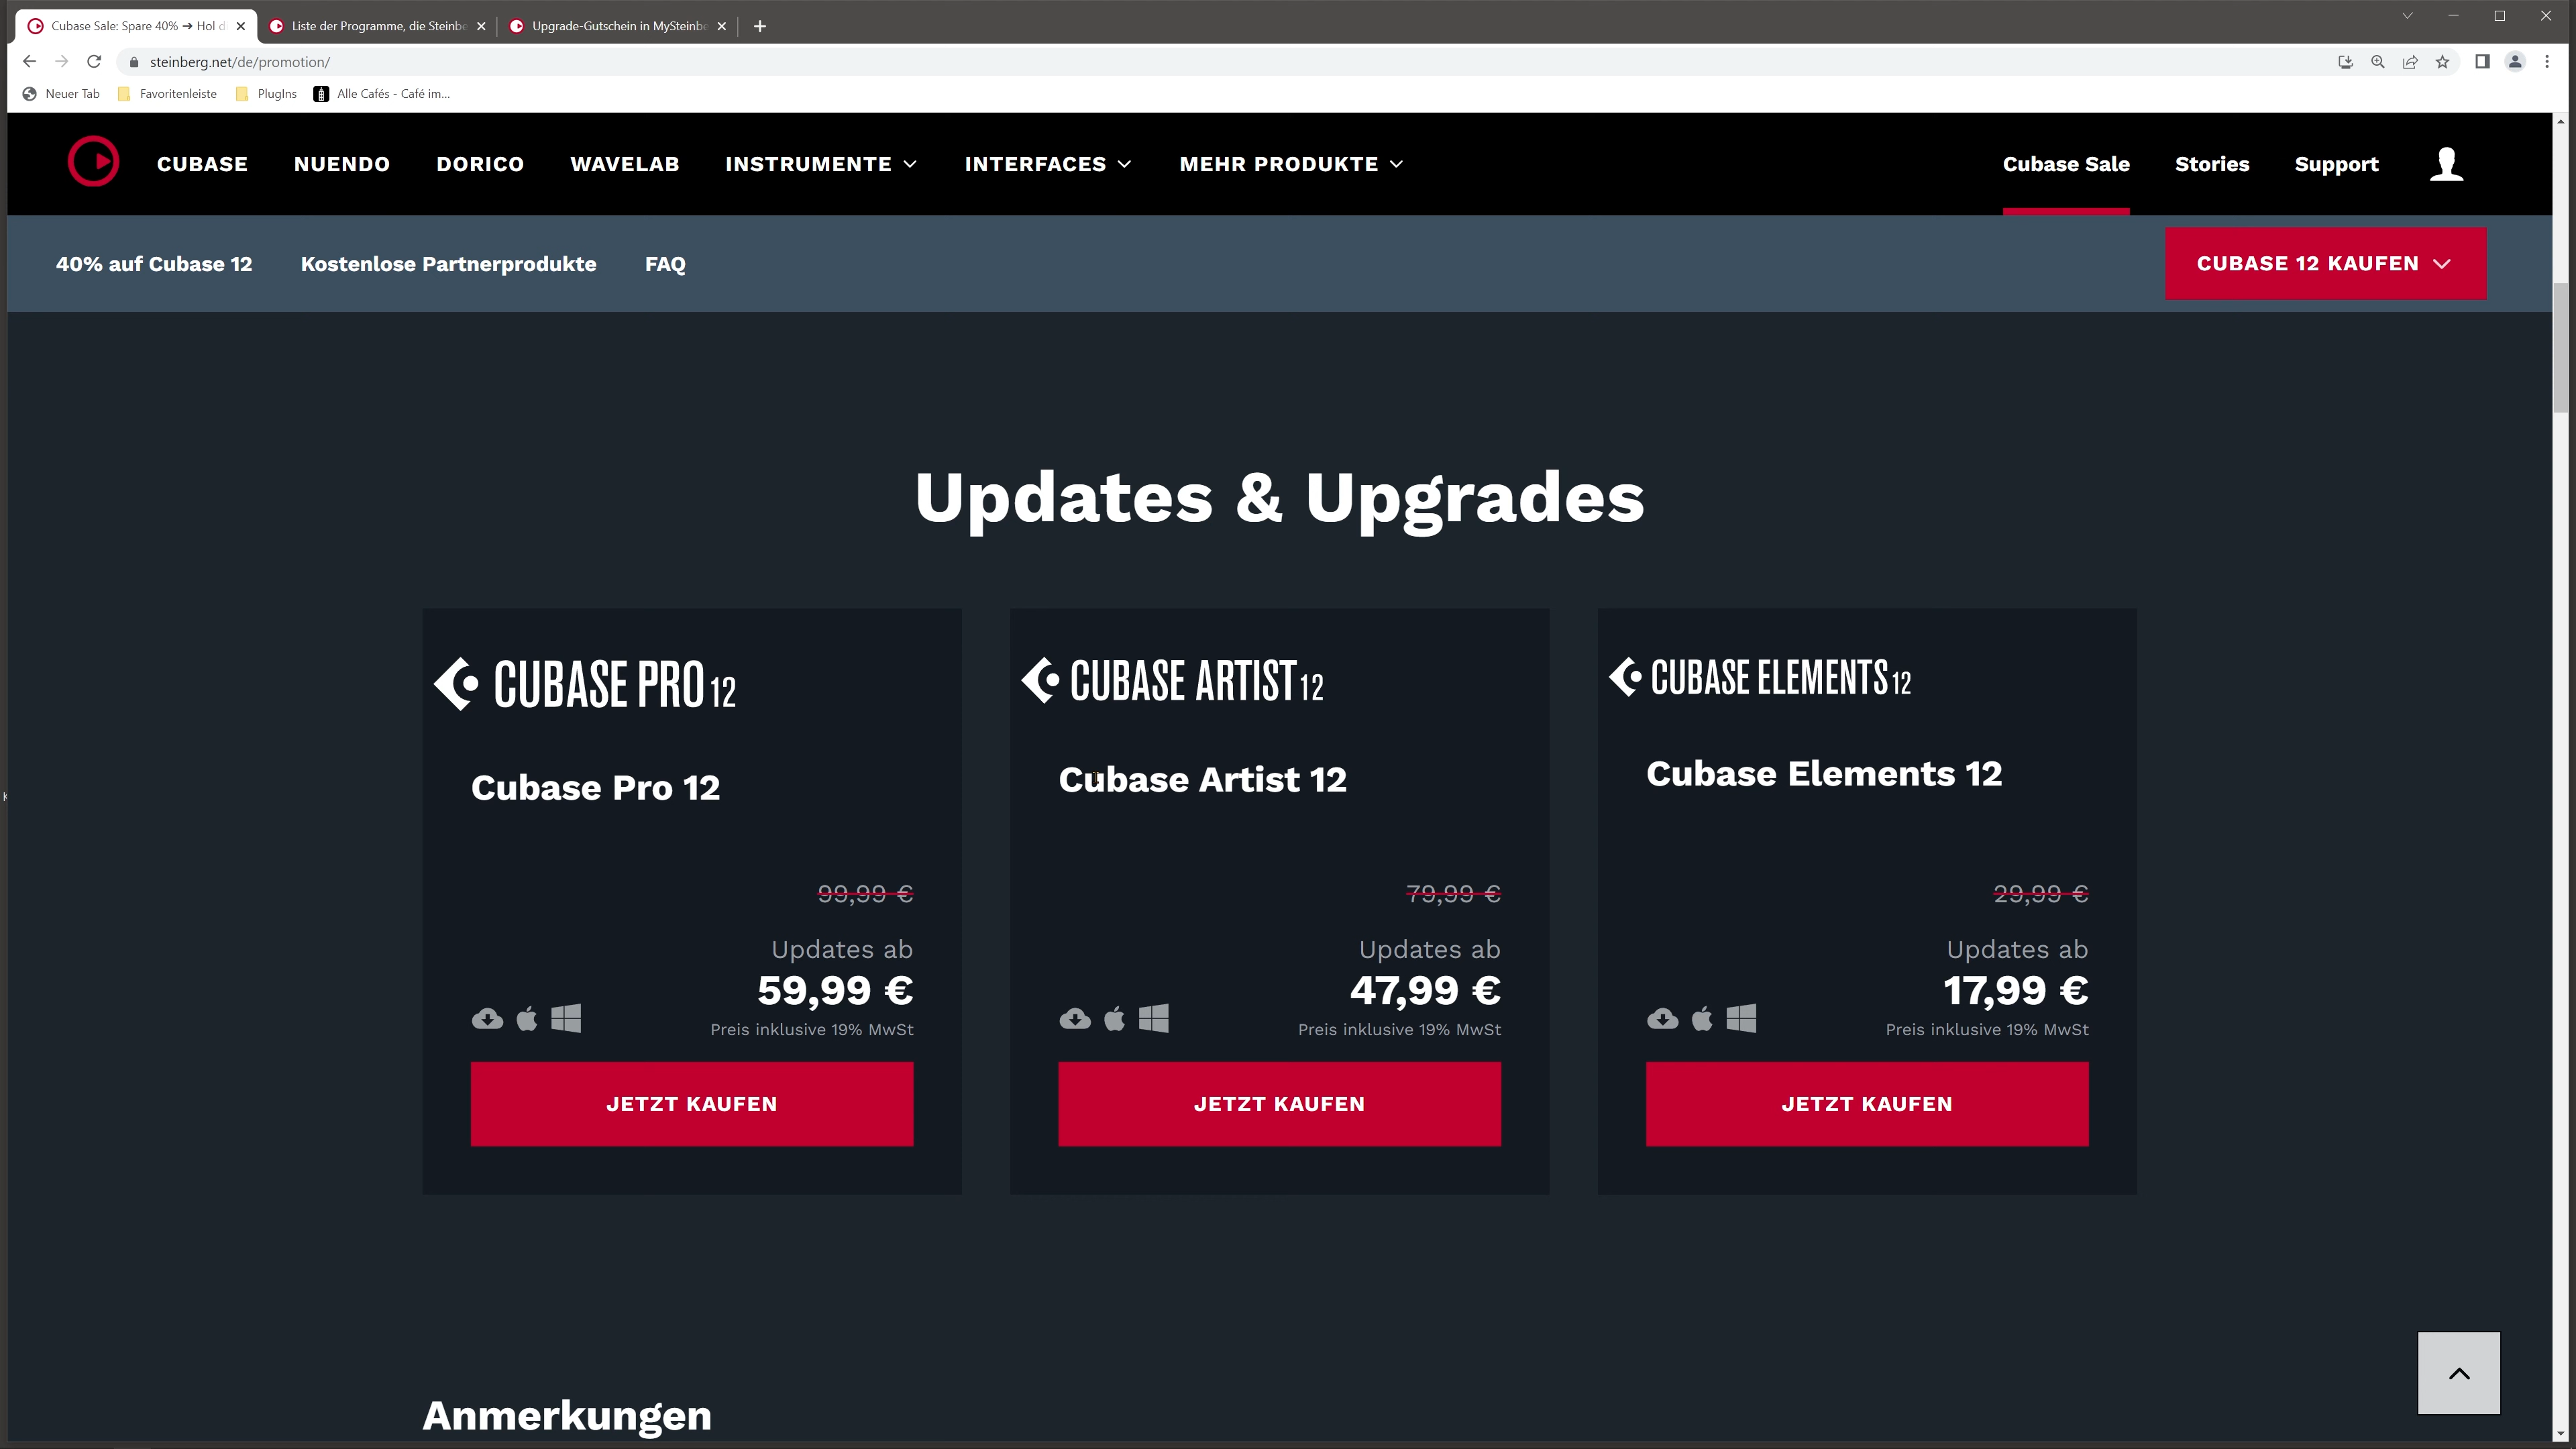 Cubase Sale: Spare 40% ➔ Hol d
Liste der Programme, die Steinbe
Upgrade-Gutschein in MySteinbe
steinberg.net/de/promotion/
Neuer Tab
Favoritenleiste
PlugIns
Alle Cafés - Café im...
CUBASE
NUENDO
DORICO
WAVELAB
INSTRUMENTE
INTERFACES
MEHR PRODUKTE
Cubase Sale
Stories
Support
40% auf Cubase 12
Kostenlose Partnerprodukte
FAQ
CUBASE 12 KAUFEN
Updates & Upgrades
CUBASE PRO 12
Cubase Pro 12
99,99 €
Updates ab
59,99 €
Preis inklusive 19% MwSt
JETZT KAUFEN
CUBASE ARTIST 12
Cubase Artist 12
79,99 €
Updates ab
47,99 €
Preis inklusive 19% MwSt
JETZT KAUFEN
CUBASE ELEMENTS 12
Cubase Elements 12
29,99 €
Updates ab
17,99 €
Preis inklusive 19% MwSt
JETZT KAUFEN
Anmerkungen